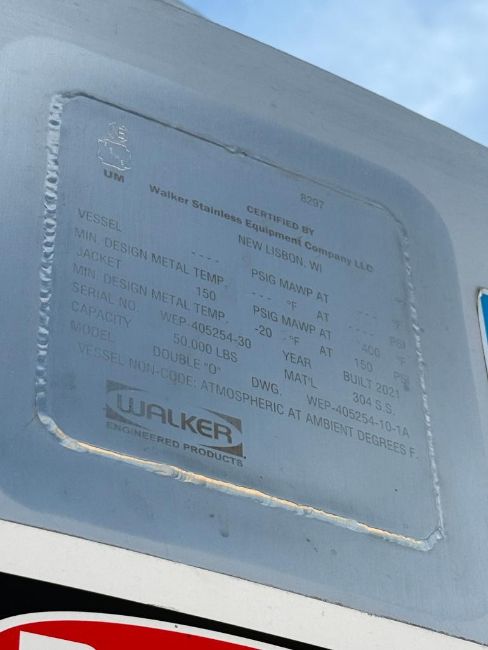 UM
8297
CERTIFIED BY
Walker Stainless Equipment Company LLC
NEW LISBON, WI
VESSEL ---- PSIG MAWP AT ---- °F
MIN. DESIGN METAL TEMP. --- °F AT ---- PSI
JACKET 150 PSIG MAWP AT 400 °F
MIN. DESIGN METAL TEMP. -20 °F AT 150 PSI
SERIAL NO. WEP-405254-30 YEAR BUILT 2021
CAPACITY 50.000 LBS MAT'L 304 S.S.
MODEL DOUBLE "O" DWG. WEP-405254-10-1A
VESSEL NON-CODE: ATMOSPHERIC AT AMBIENT DEGREES F.
WALKER
ENGINEERED PRODUCTS